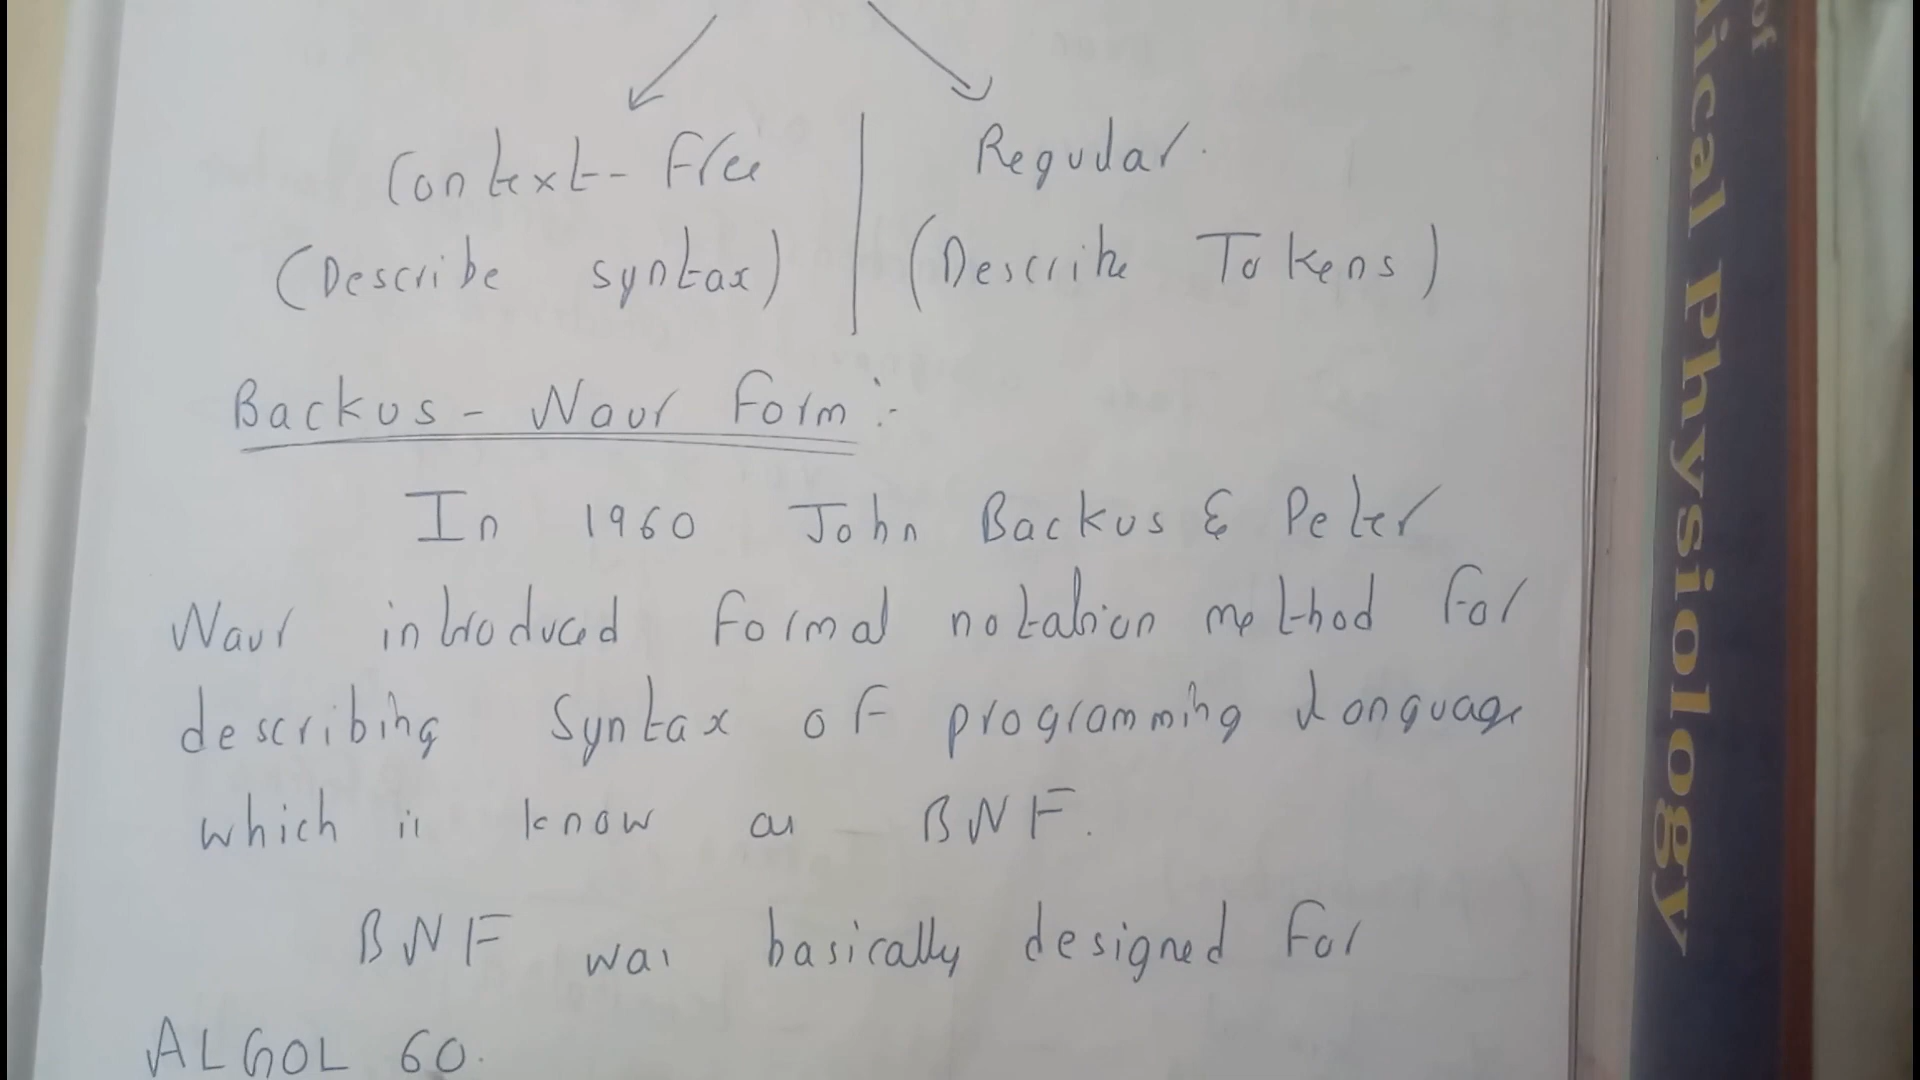 Context-Free | Regular.
(Describe syntax) | (Describe Tokens)
Backus-Naur Form:-
In 1960 John Backus & Peter
Naur introduced formal notation method for
describing syntax of programming language
which is know as BNF.
BNF was basically designed for
ALGOL 60.
of
ical Physiology